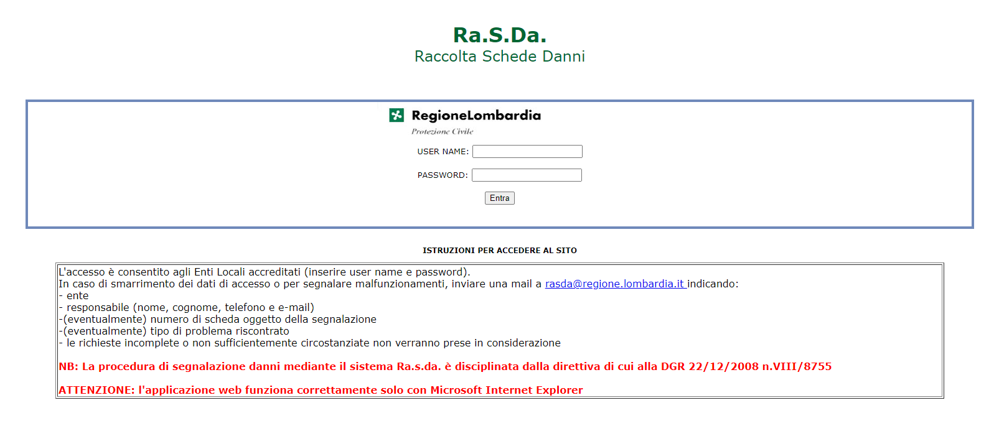 Ra.S.Da.
Raccolta Schede Danni
RegioneLombardia
Protezione Civile
USER NAME:
PASSWORD:
Entra
ISTRUZIONI PER ACCEDERE AL SITO
L'accesso è consentito agli Enti Locali accreditati (inserire user name e password).
In caso di smarrimento dei dati di accesso o per segnalare malfunzionamenti, inviare una mail a rasda@regione.lombardia.it indicando:
- ente
- responsabile (nome, cognome, telefono e e-mail)
-(eventualmente) numero di scheda oggetto della segnalazione
-(eventualmente) tipo di problema riscontrato
- le richieste incomplete o non sufficientemente circostanziate non verranno prese in considerazione
NB: La procedura di segnalazione danni mediante il sistema Ra.s.da. è disciplinata dalla direttiva di cui alla DGR 22/12/2008 n.VIII/8755
ATTENZIONE: l'applicazione web funziona correttamente solo con Microsoft Internet Explorer